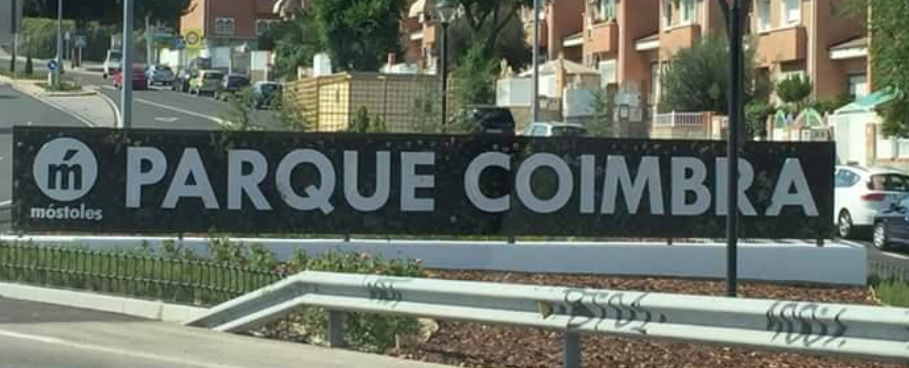 ḿ
móstoles
PARQUE COIMBRA